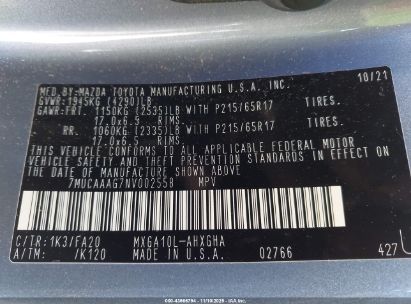 10/21
MFD.BY:MAZDA TOYOTA MANUFACTURING U.S.A. INC.
GVWR:1945KG (4290)LB
GAWR:FRT. 1150KG (2535)LB WITH P215/65R17 TIRES.
17.0x6.5 RIMS.
RR. 1060KG (2335)LB WITH P215/65R17 TIRES.
17.0x6.5 RIMS.
THIS VEHICLE CONFORMS TO ALL APPLICABLE FEDERAL MOTOR
VEHICLE SAFETY AND BUMPER STANDARDS IN EFFECT ON
THE DATE OF MANUFACTURE SHOWN ABOVE.
7MUCAAAG7NV002558 MPV
C/TR:1K3/FA20 MXGA10L-AHXGHA
A/TM: /K120 MADE IN U.S.A. 02766 427